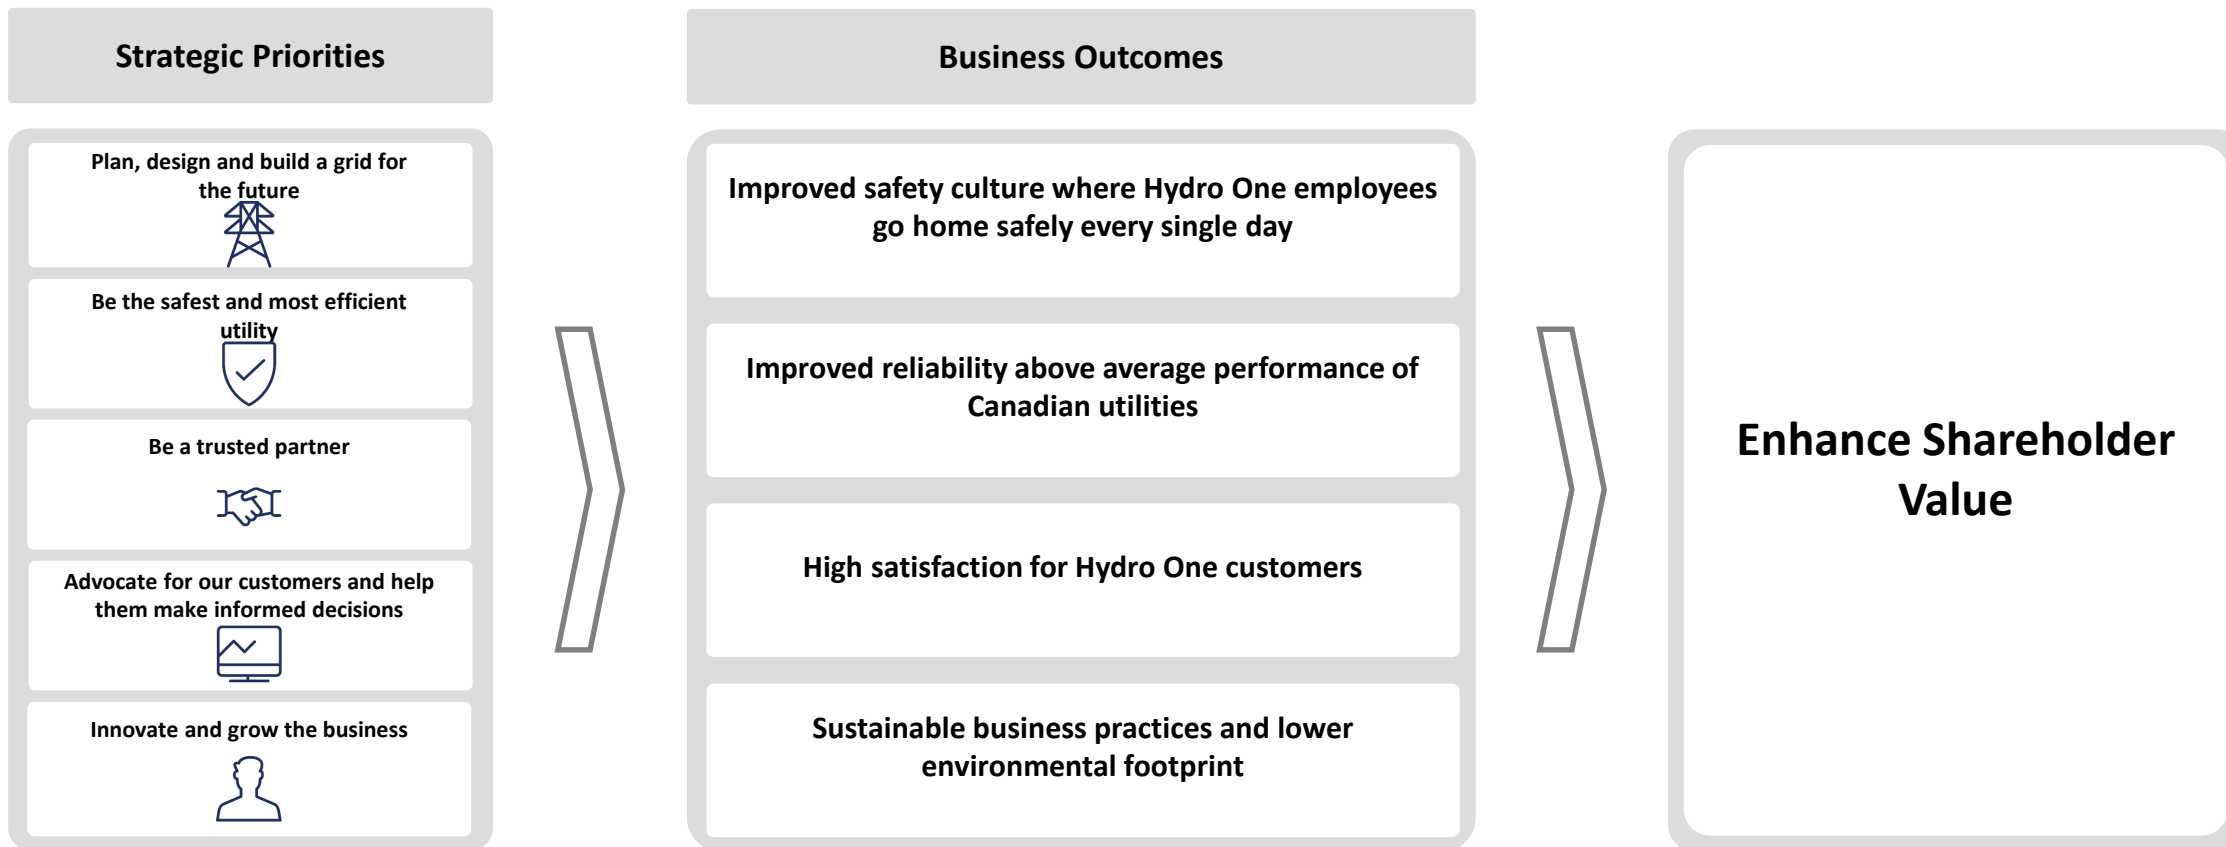 Strategic Priorities
Plan, design and build a grid for
the future
Be the safest and most efficient
utility
Be a trusted partner
Advocate for our customers and help
them make informed decisions
Innovate and grow the business
Business Outcomes
Improved safety culture where Hydro One employees
go home safely every single day
Improved reliability above average performance of
Canadian utilities
High satisfaction for Hydro One customers
Sustainable business practices and lower
environmental footprint
Enhance Shareholder
Value